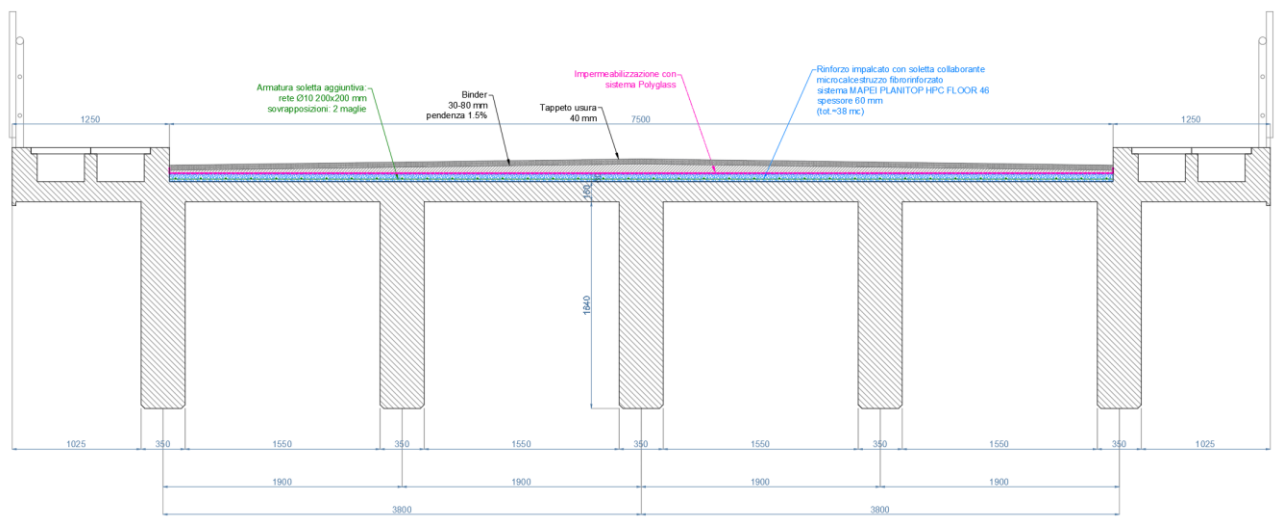 Rinforzo impalcato con soletta collaborante
microcalcestruzzo fibrorinforzato
sistema MAPEI PLANITOP HPC FLOOR 46
spessore 60 mm
(tot.=38 mc)
Impermeabilizzazione con
sistema Polyglass
Armatura soletta aggiuntiva:
rete Ø10 200x200 mm
sovrapposizioni: 2 maglie
Binder
30-80 mm
pendenza 1.5%
Tappeto usura
40 mm
1250
7500
1250
160
1640
1025
350
1550
350
1550
350
1550
350
1550
350
1025
1900
1900
1900
1900
3800
3800